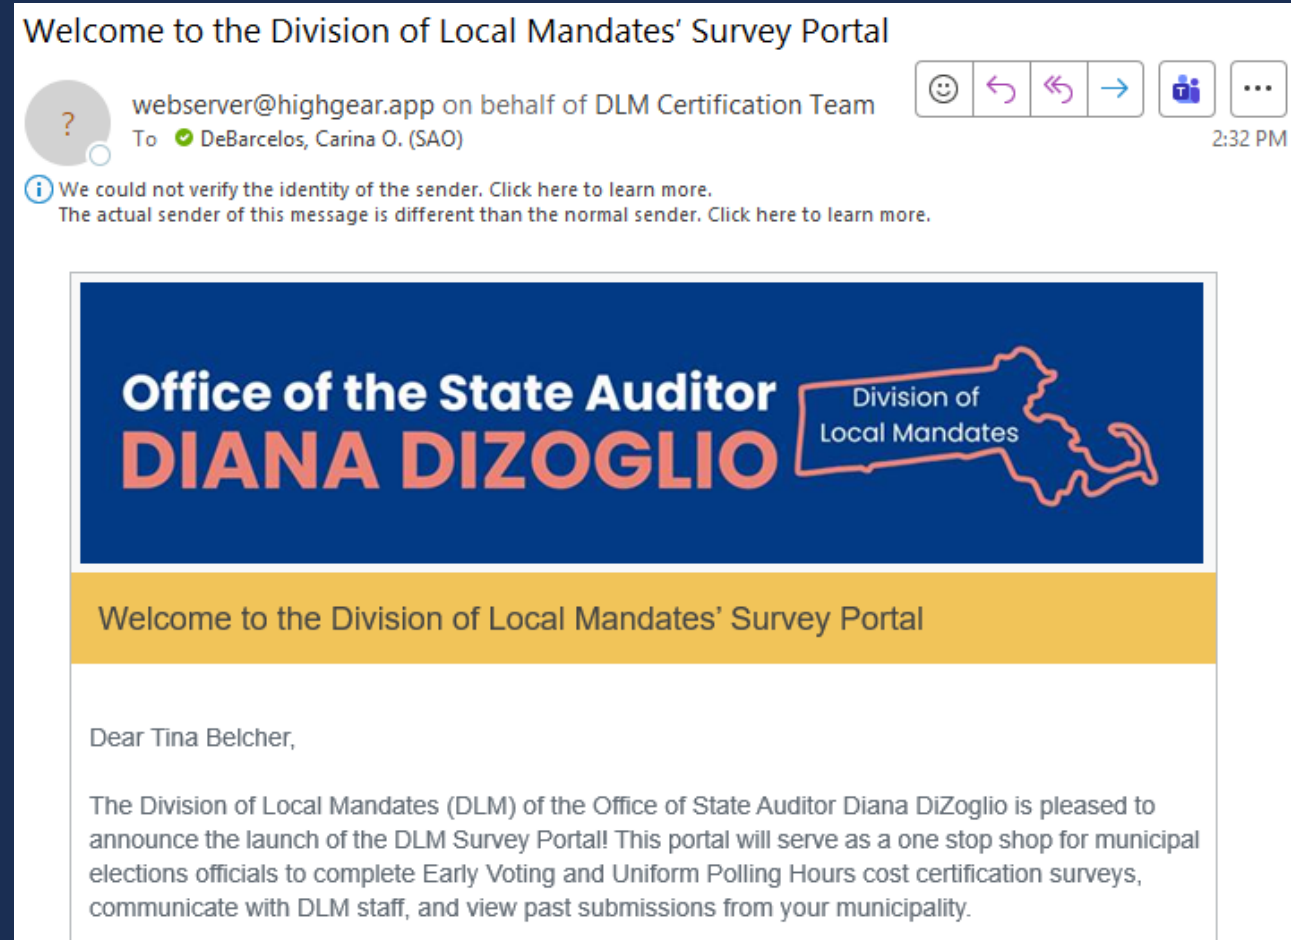 Welcome to the Division of Local Mandates’ Survey Portal
?
webserver@highgear.app on behalf of DLM Certification Team
To DeBarcelos, Carina O. (SAO)
2:32 PM
We could not verify the identity of the sender. Click here to learn more.
The actual sender of this message is different than the normal sender. Click here to learn more.
Office of the State Auditor
DIANA DIZOGLIO
Division of
Local Mandates
Welcome to the Division of Local Mandates’ Survey Portal
Dear Tina Belcher,
The Division of Local Mandates (DLM) of the Office of State Auditor Diana DiZoglio is pleased to
announce the launch of the DLM Survey Portal! This portal will serve as a one stop shop for municipal
elections officials to complete Early Voting and Uniform Polling Hours cost certification surveys,
communicate with DLM staff, and view past submissions from your municipality.